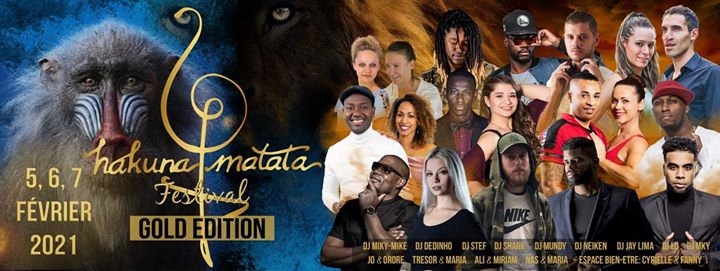 5, 6, 7
FÉVRIER
2021
hakuna matata
Festival
GOLD EDITION
NIKE
DJ MIKY-MIKE DJ DEDINHO DJ STEF DJ SHARK DJ MUNDY DJ NEIKEN DJ JAY LIMA DJ LO DJ MKY
JO & ORORE TRESOR & MARIA ALI & MIRIAM NAS & MARIA - ESPACE BIEN-ETRE: CYRIELLE & FANNY